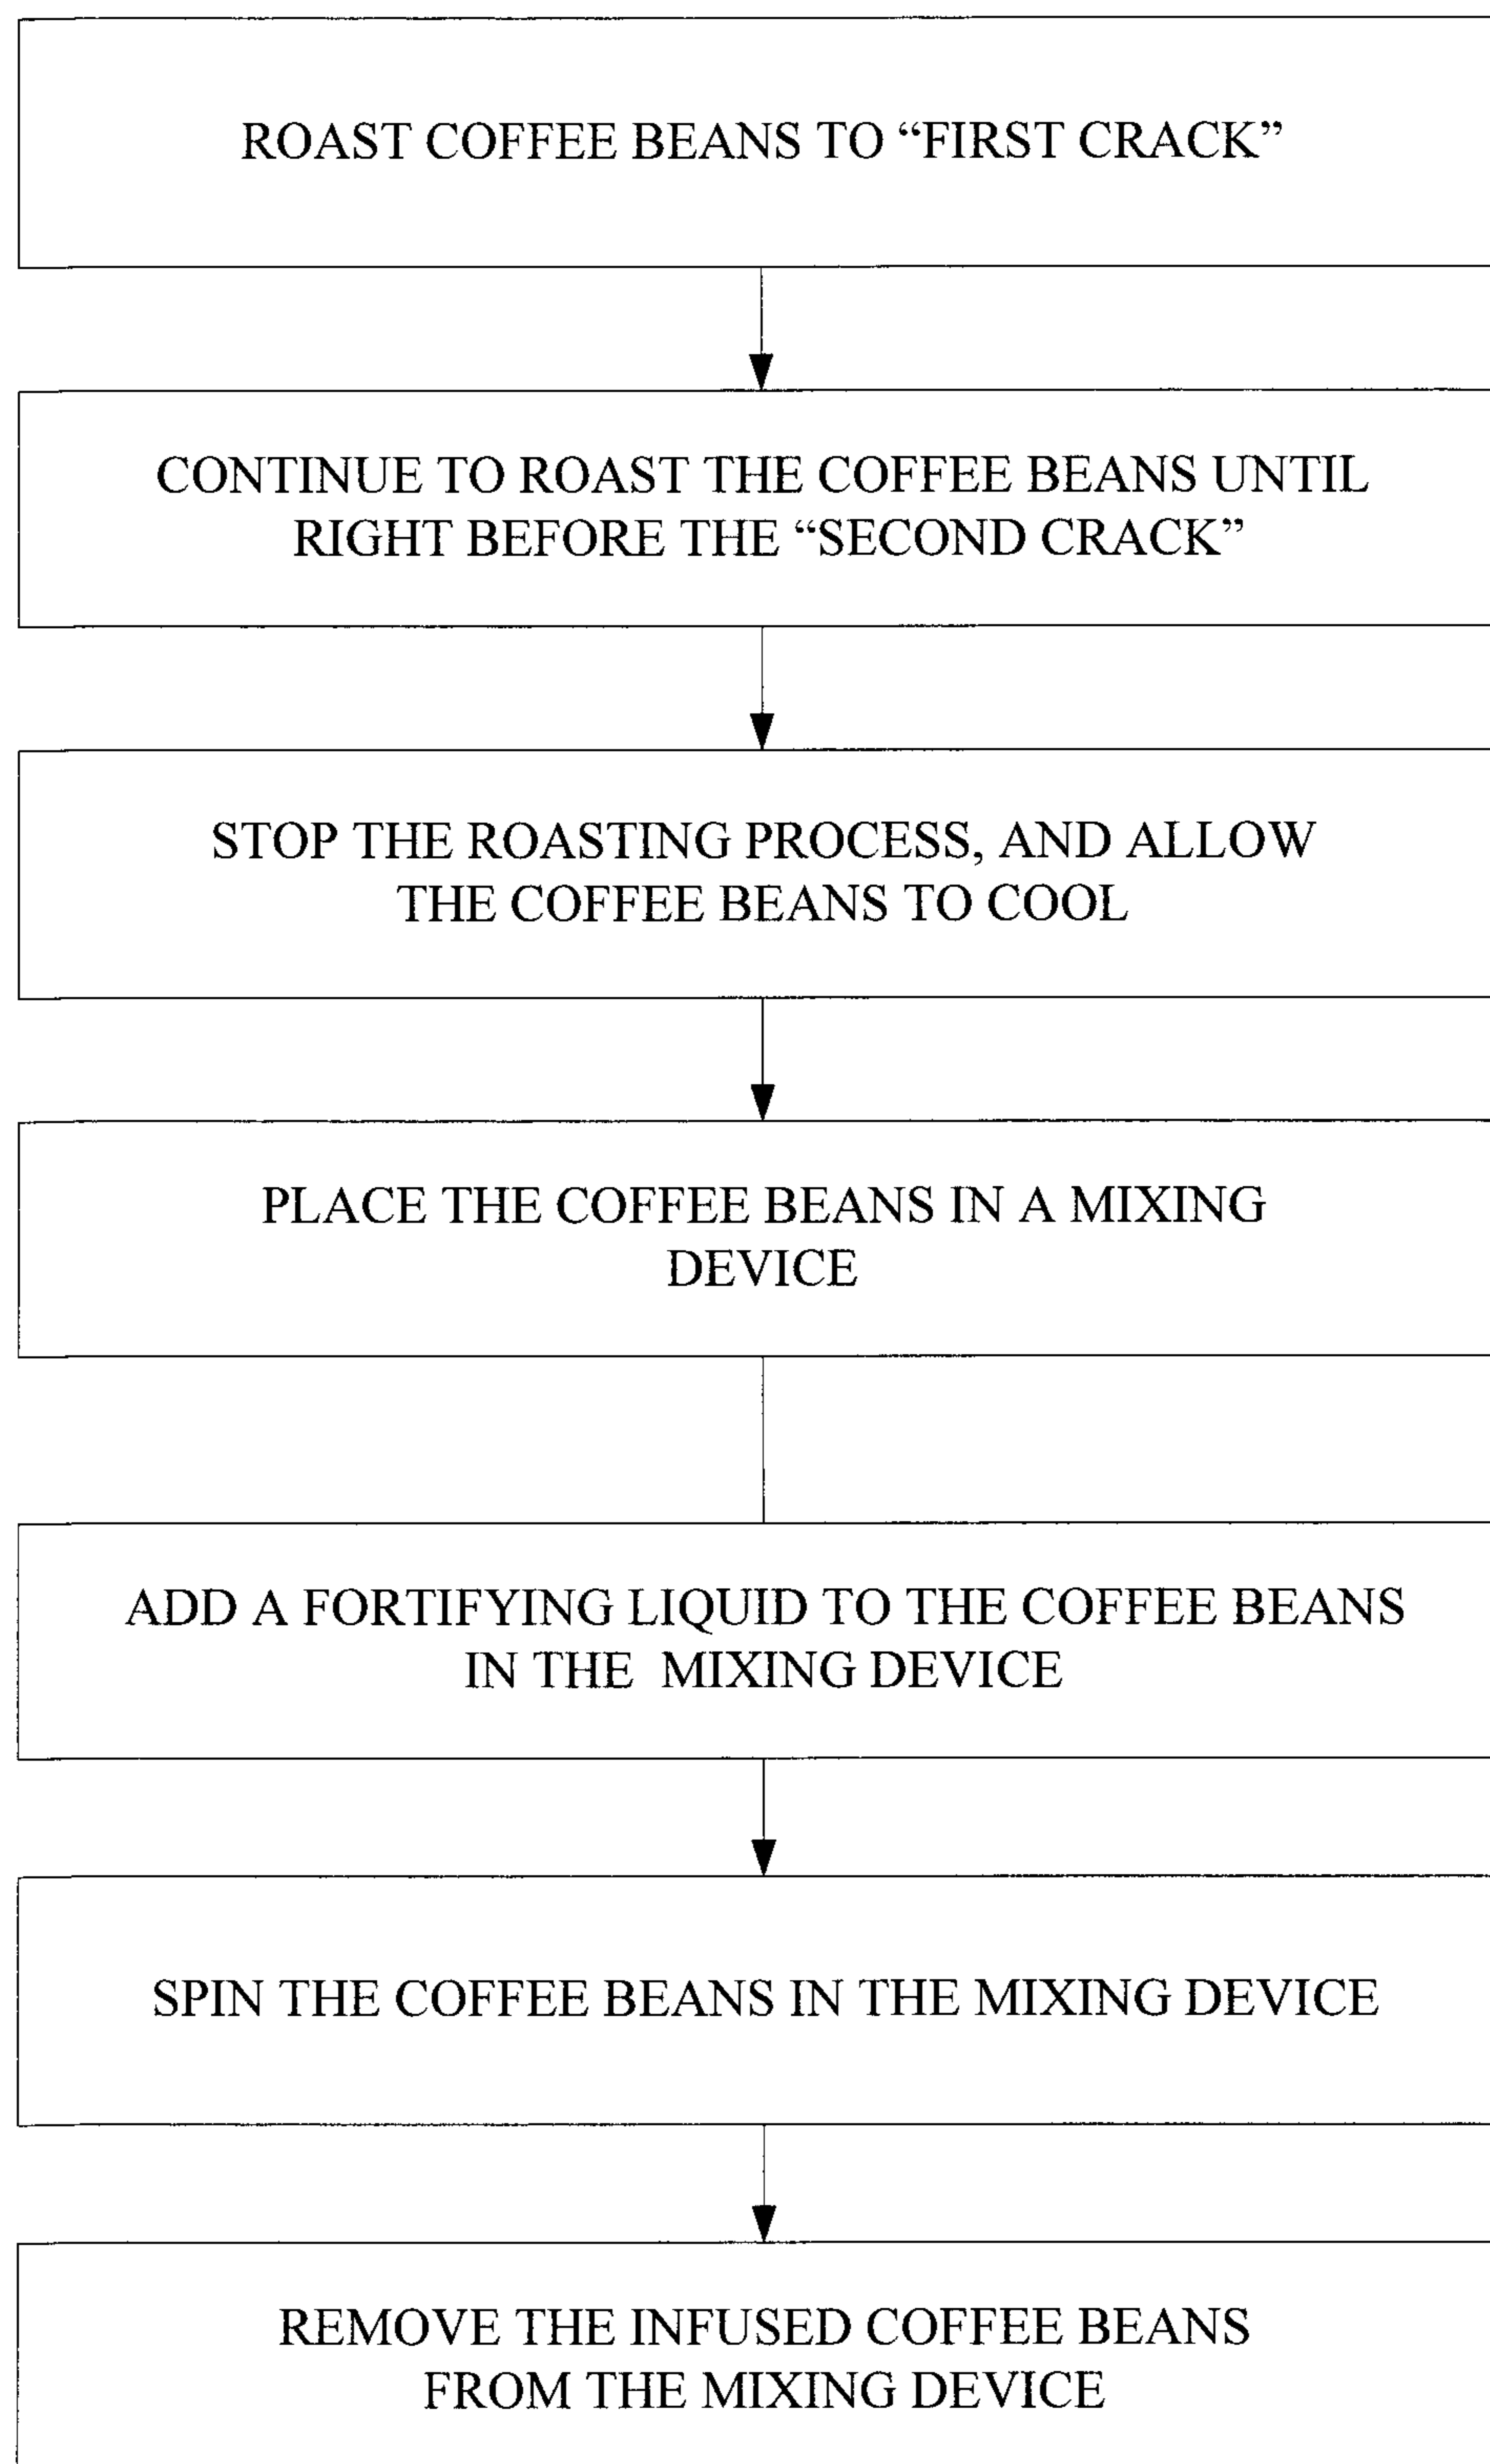 ROAST COFFEE BEANS TO “FIRST CRACK”
CONTINUE TO ROAST THE COFFEE BEANS UNTIL
RIGHT BEFORE THE “SECOND CRACK”
STOP THE ROASTING PROCESS, AND ALLOW
THE COFFEE BEANS TO COOL
PLACE THE COFFEE BEANS IN A MIXING
DEVICE
ADD A FORTIFYING LIQUID TO THE COFFEE BEANS
IN THE MIXING DEVICE
SPIN THE COFFEE BEANS IN THE MIXING DEVICE
REMOVE THE INFUSED COFFEE BEANS
FROM THE MIXING DEVICE